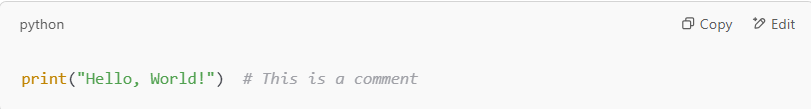 python Copy Edit
print("Hello, World!")  # This is a comment